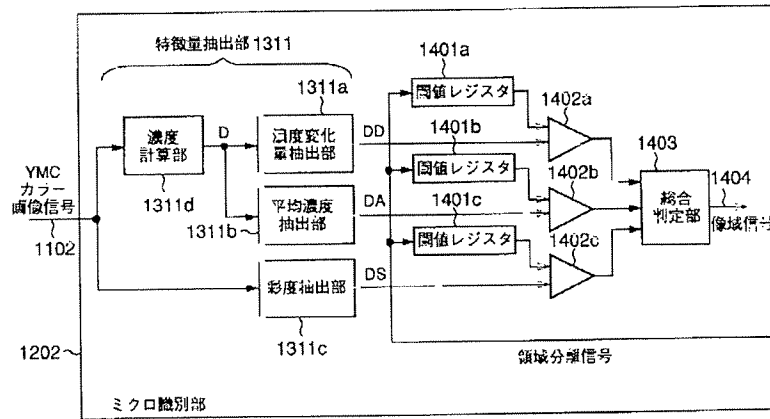 特徴量抽出部1311
1311a
濃度
計算部
1311d
D
濃度変化
量抽出部
DD
平均濃度
抽出部
1311b
DA
彩度抽出部
1311c
DS
YMC
カラー
画像信号
1102
1202
1401a
閾値レジスタ
1401b
閾値レジスタ
1401c
閾値レジスタ
1402a
1402b
1402c
1403
総合
判定部
1404
像域信号
領域分離信号
ミクロ識別部